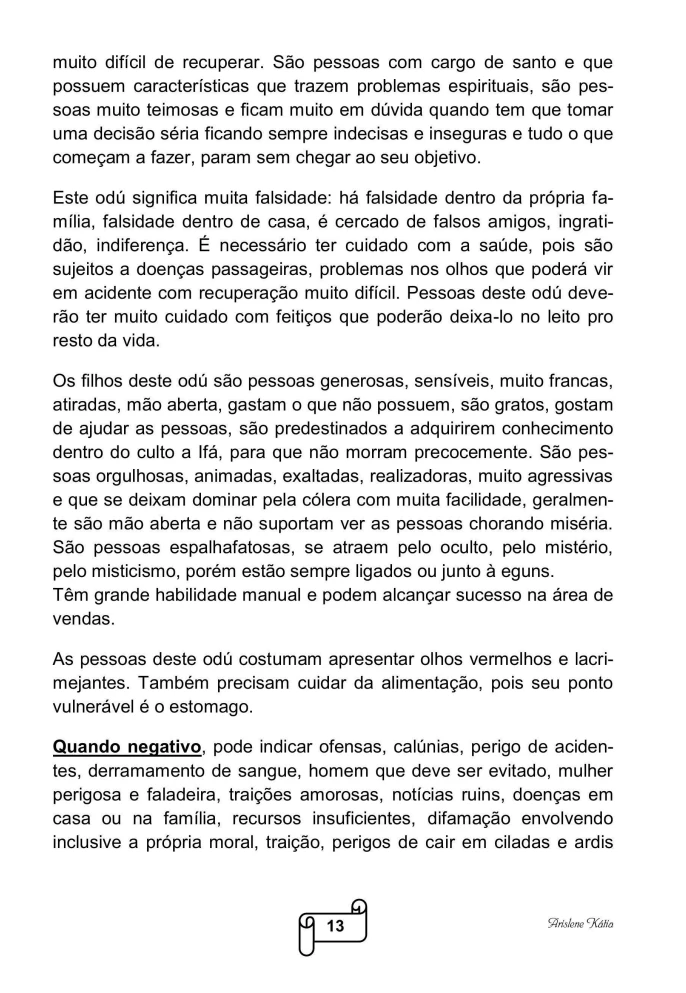 muito difícil de recuperar. São pessoas com cargo de santo e que
possuem características que trazem problemas espirituais, são pes-
soas muito teimosas e ficam muito em dúvida quando tem que tomar
uma decisão séria ficando sempre indecisas e inseguras e tudo o que
começam a fazer, param sem chegar ao seu objetivo.
Este odú significa muita falsidade: há falsidade dentro da própria fa-
mília, falsidade dentro de casa, é cercado de falsos amigos, ingrati-
dão, indiferença. É necessário ter cuidado com a saúde, pois são
sujeitos a doenças passageiras, problemas nos olhos que poderá vir
em acidente com recuperação muito difícil. Pessoas deste odú deve-
rão ter muito cuidado com feitiços que poderão deixa-lo no leito pro
resto da vida.
Os filhos deste odú são pessoas generosas, sensíveis, muito francas,
atiradas, mão aberta, gastam o que não possuem, são gratos, gostam
de ajudar as pessoas, são predestinados a adquirirem conhecimento
dentro do culto a Ifá, para que não morram precocemente. São pes-
soas orgulhosas, animadas, exaltadas, realizadoras, muito agressivas
e que se deixam dominar pela cólera com muita facilidade, geralmen-
te são mão aberta e não suportam ver as pessoas chorando miséria.
São pessoas espalhafatosas, se atraem pelo oculto, pelo mistério,
pelo misticismo, porém estão sempre ligados ou junto à eguns.
Têm grande habilidade manual e podem alcançar sucesso na área de
vendas.
As pessoas deste odú costumam apresentar olhos vermelhos e lacri-
mejantes. Também precisam cuidar da alimentação, pois seu ponto
vulnerável é o estomago.
Quando negativo, pode indicar ofensas, calúnias, perigo de aciden-
tes, derramamento de sangue, homem que deve ser evitado, mulher
perigosa e faladeira, traições amorosas, notícias ruins, doenças em
casa ou na família, recursos insuficientes, difamação envolvendo
inclusive a própria moral, traição, perigos de cair em ciladas e ardis
13
Arislene Kátia